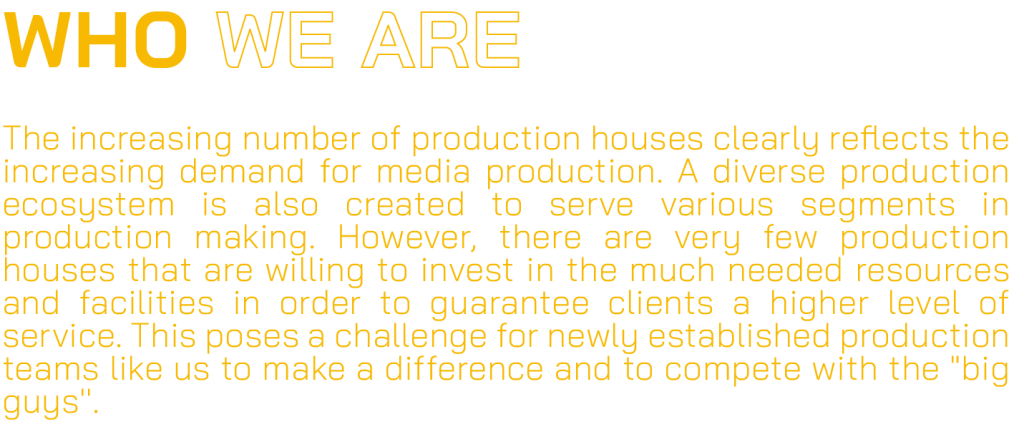 WHO WE ARE
The increasing number of production houses clearly reflects the
increasing demand for media production. A diverse production
ecosystem is also created to serve various segments in
production making. However, there are very few production
houses that are willing to invest in the much needed resources
and facilities in order to guarantee clients a higher level of
service. This poses a challenge for newly established production
teams like us to make a difference and to compete with the "big
guys".